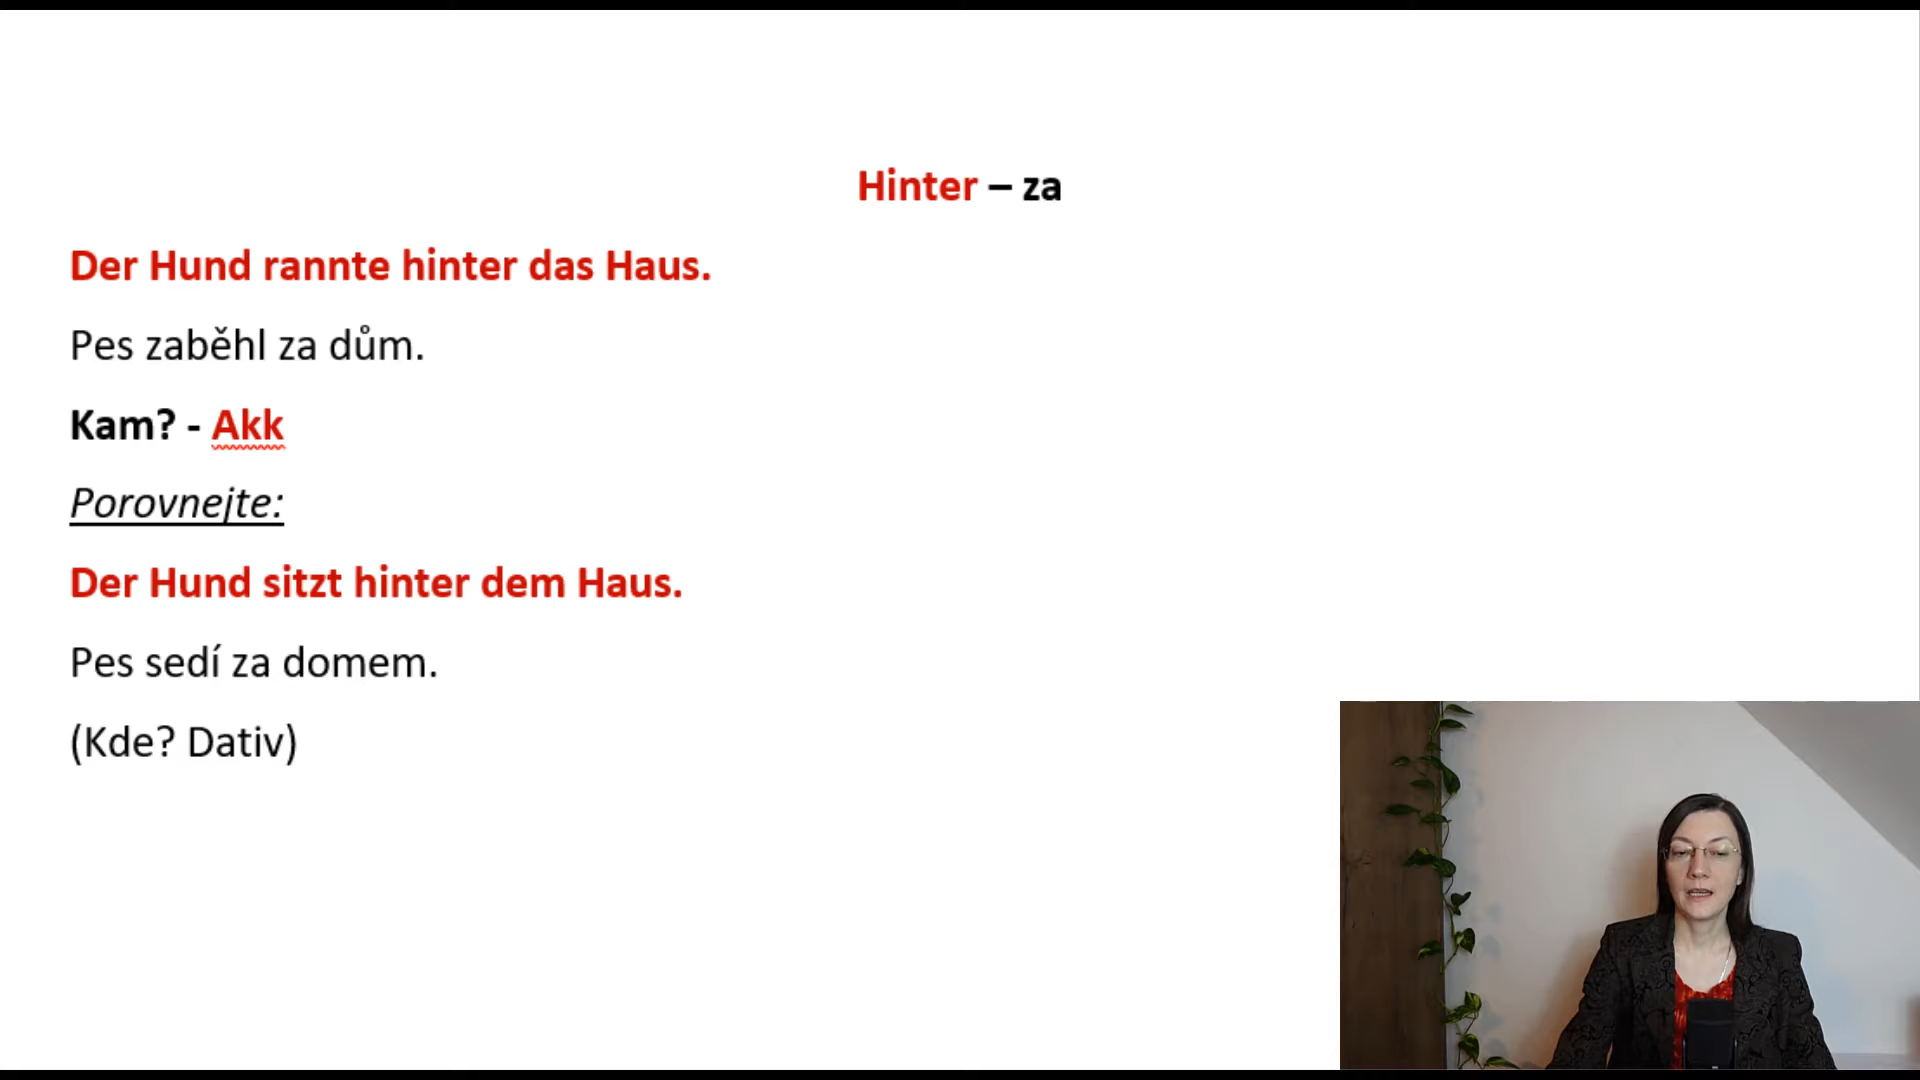 Hinter – za
Der Hund rannte hinter das Haus.
Pes zaběhl za dům.
Kam? - Akk
Porovnejte:
Der Hund sitzt hinter dem Haus.
Pes sedí za domem.
(Kde? Dativ)